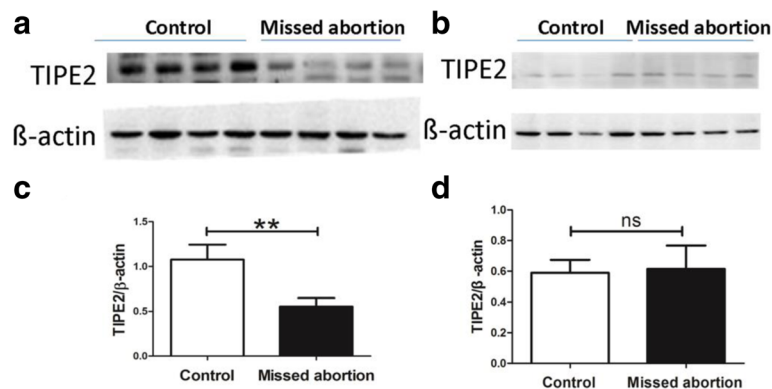 a
Control Missed abortion
TIPE2
ß-actin
b
Control Missed abortion
TIPE2
ß-actin
c
TIPE2/β-actin
1.5
1.0
0.5
0.0
**
Control Missed abortion
d
TIPE2/β -actin
1.0
0.8
0.6
0.4
0.2
0.0
ns
Control Missed abortion